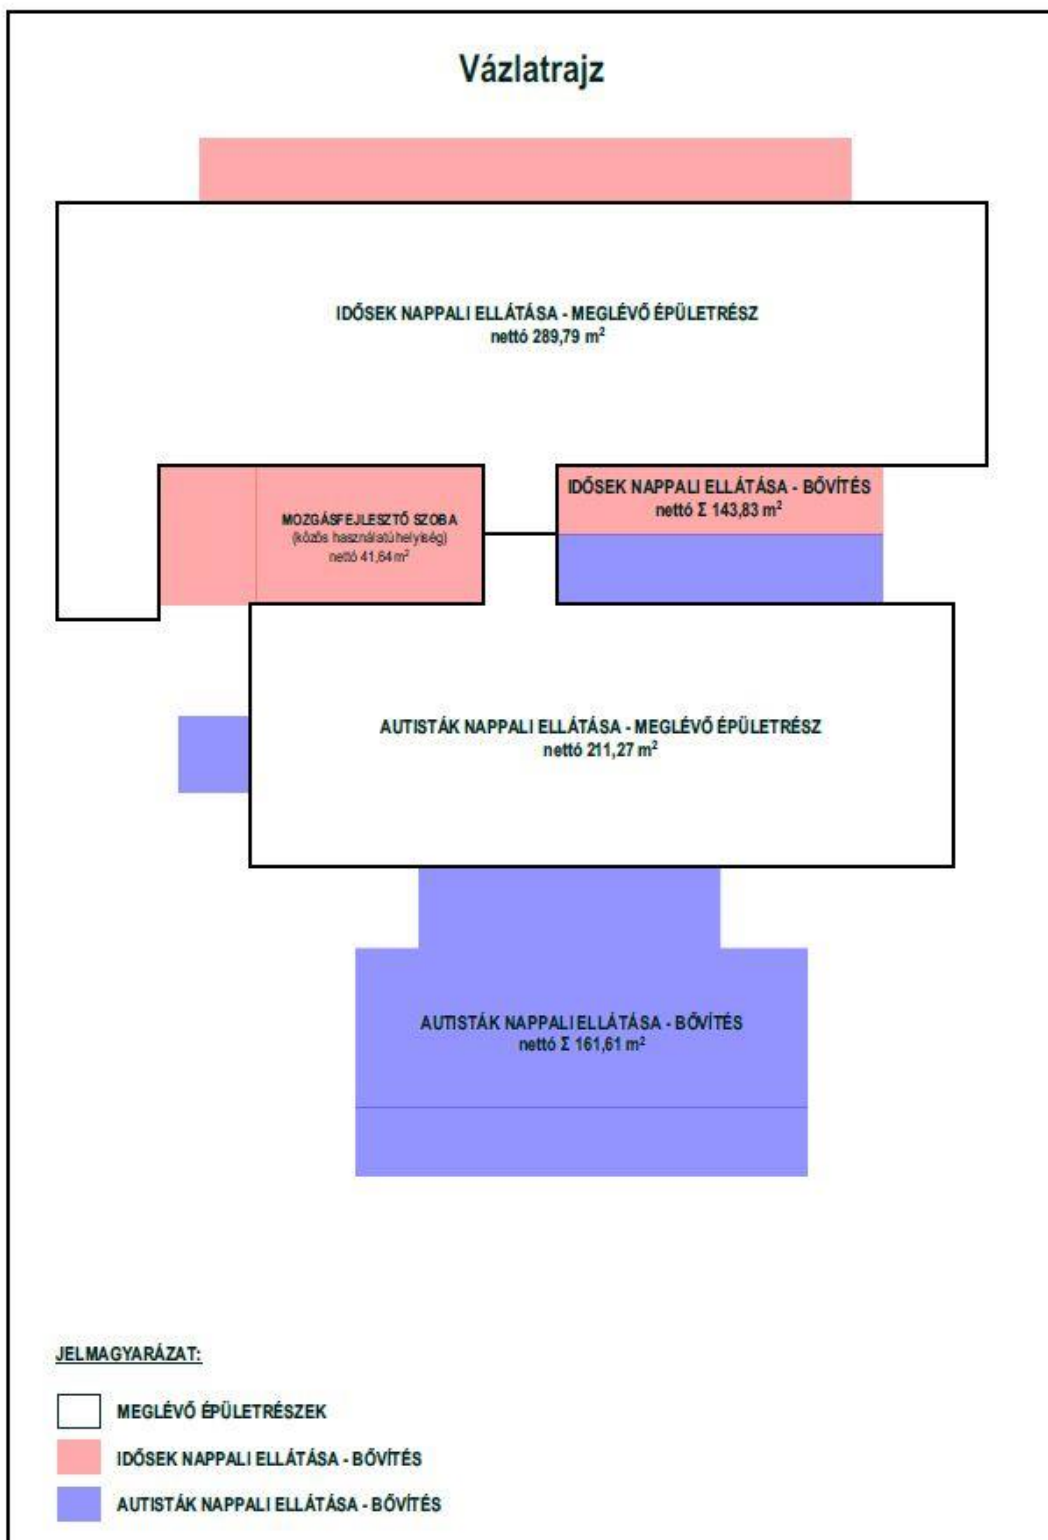 Vázlatrajz
IDŐSEK NAPPALI ELLÁTÁSA - MEGLÉVŐ ÉPÜLETRÉSZ
nettó 289,79 m²
IDŐSEK NAPPALI ELLÁTÁSA - BŐVÍTÉS
nettó Σ 143,83 m²
MOZGÁSFEJLESZTŐ SZOBA
(közös használatú helyiség)
nettó 41,64 m²
AUTISTÁK NAPPALI ELLÁTÁSA - MEGLÉVŐ ÉPÜLETRÉSZ
nettó 211,27 m²
AUTISTÁK NAPPALI ELLÁTÁSA - BŐVÍTÉS
nettó Σ 161,61 m²
JELMAGYARÁZAT:
MEGLÉVŐ ÉPÜLETRÉSZEK
IDŐSEK NAPPALI ELLÁTÁSA - BŐVÍTÉS
AUTISTÁK NAPPALI ELLÁTÁSA - BŐVÍTÉS